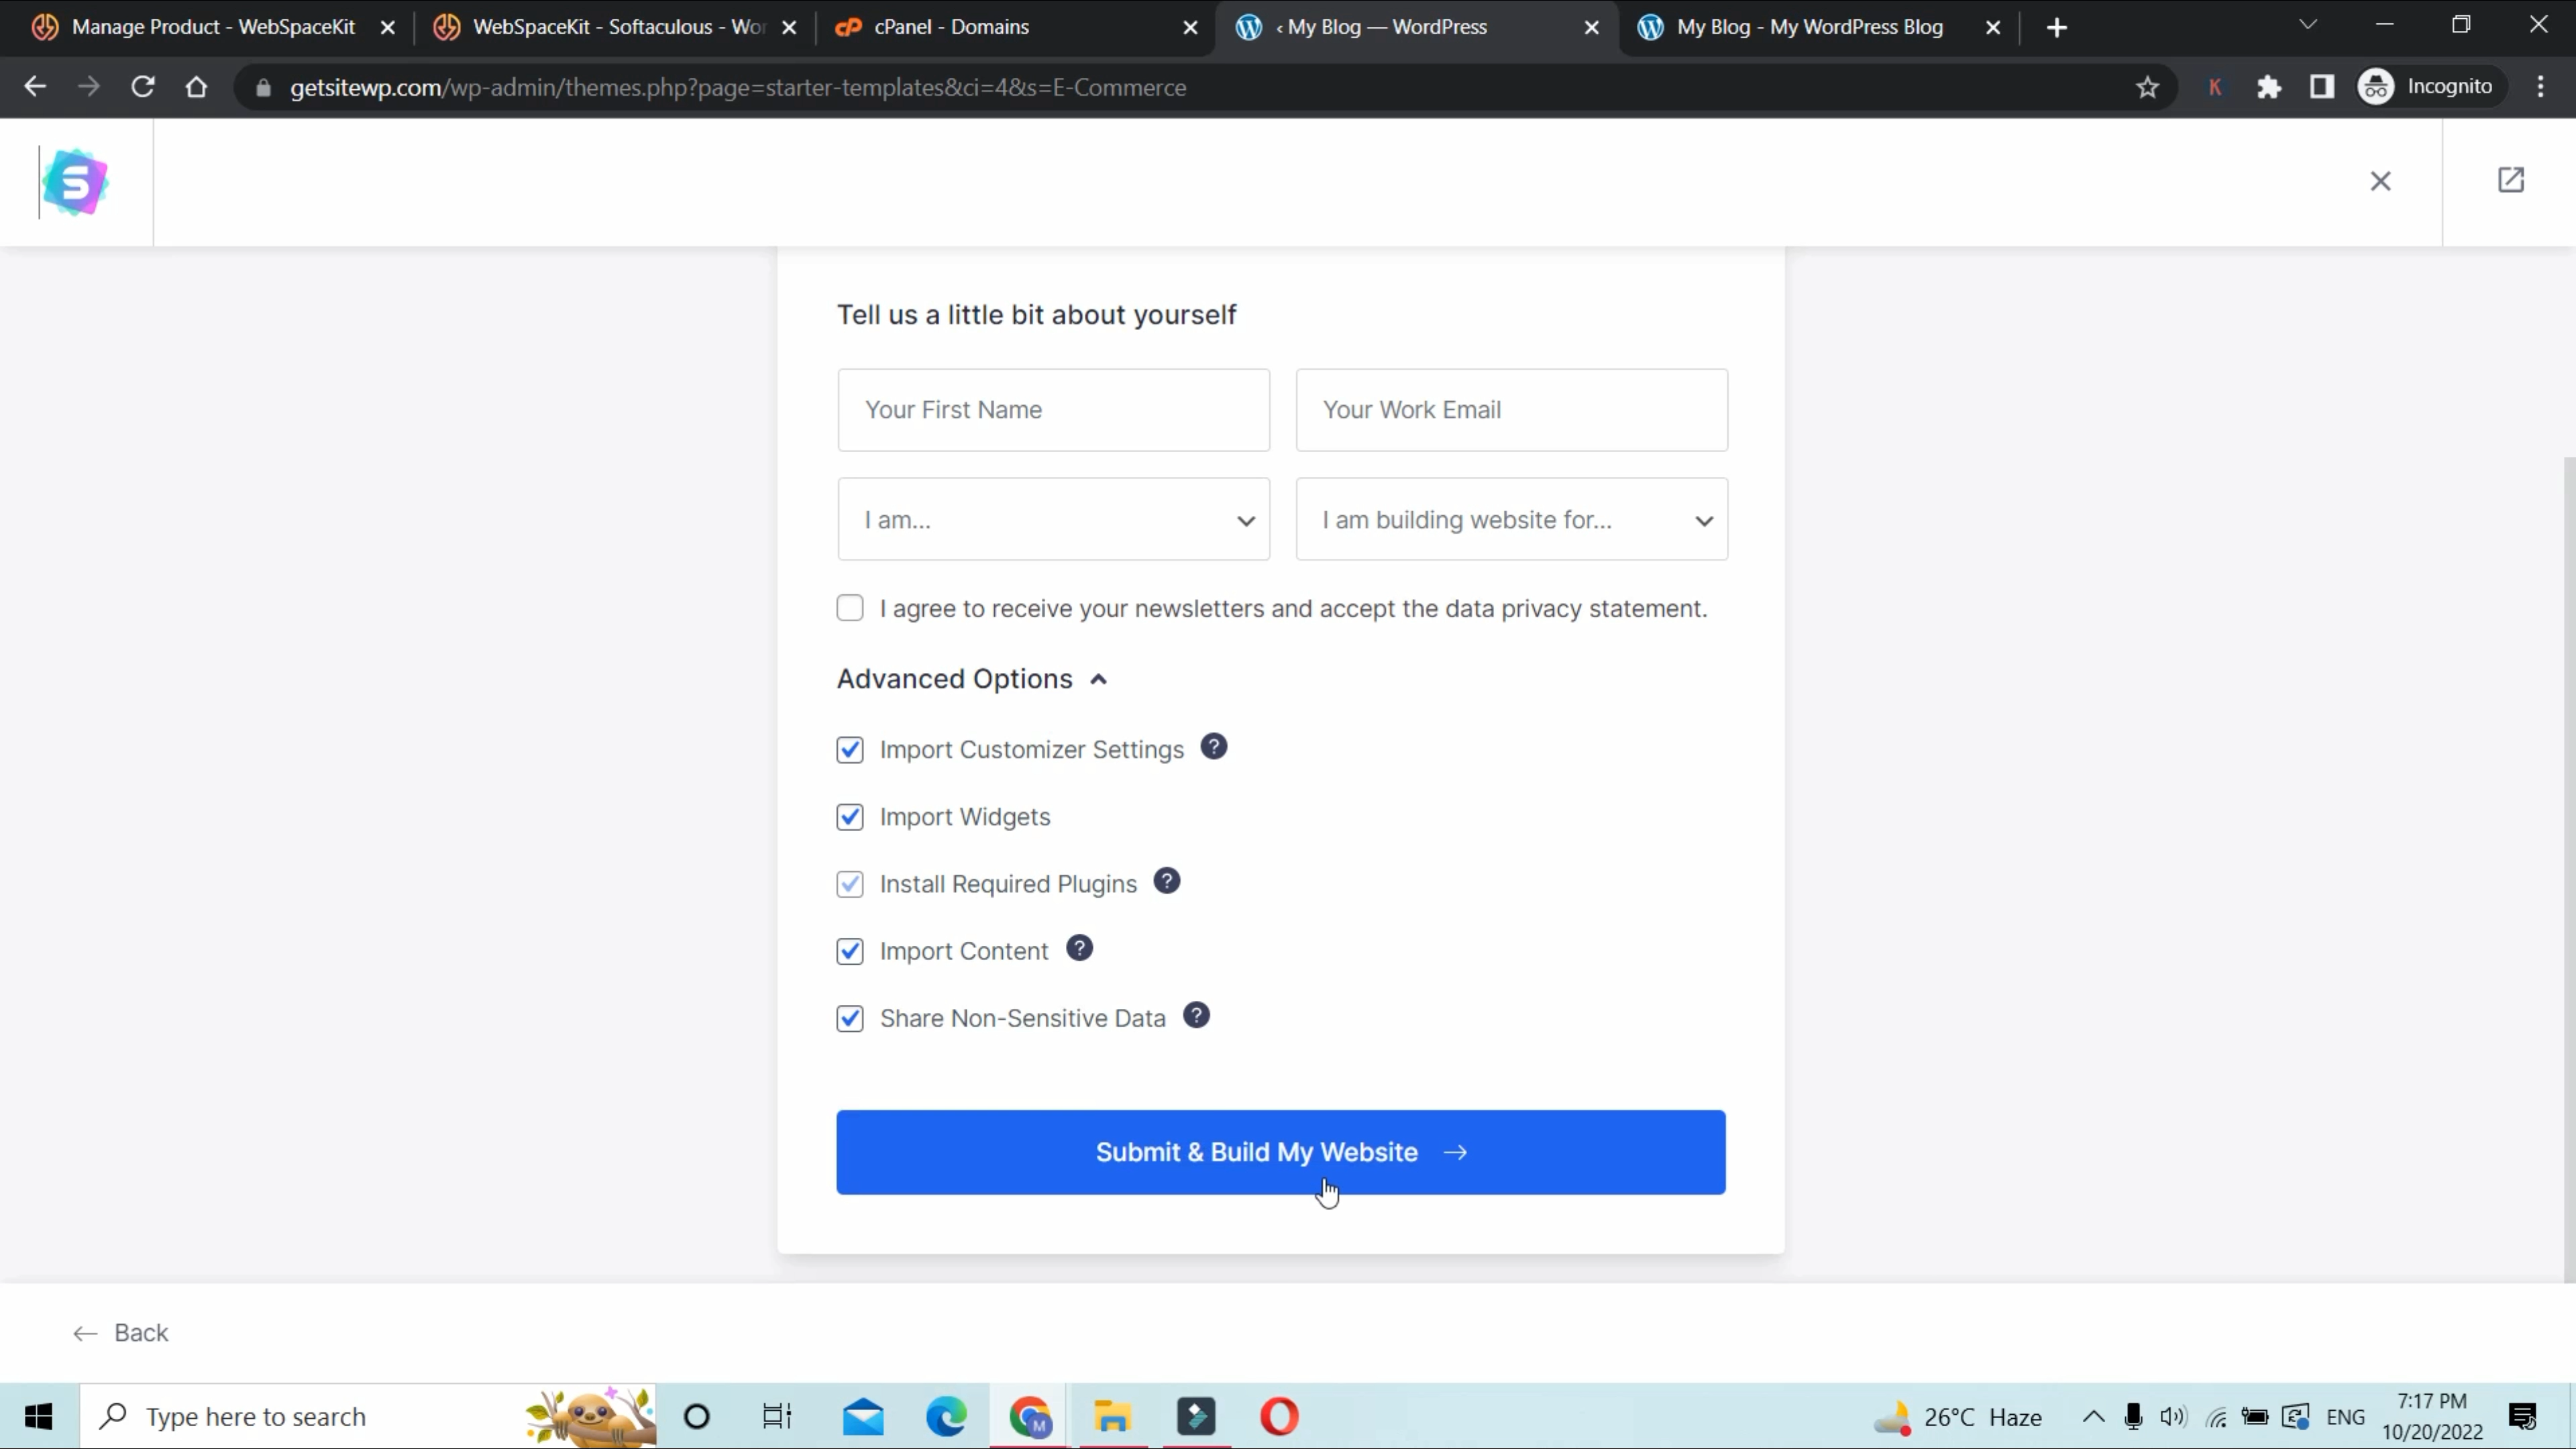 Manage Product - WebSpaceKit
WebSpaceKit - Softaculous - Wor
cPanel - Domains
‹ My Blog — WordPress
My Blog - My WordPress Blog
getsitewp.com/wp-admin/themes.php?page=starter-templates&ci=4&s=E-Commerce
K
Incognito
S
Tell us a little bit about yourself
Your First Name
Your Work Email
I am...
I am building website for...
I agree to receive your newsletters and accept the data privacy statement.
Advanced Options
Import Customizer Settings ?
Import Widgets
Install Required Plugins ?
Import Content ?
Share Non-Sensitive Data ?
Submit & Build My Website →
← Back
Type here to search
M
26°C Haze
ENG
7:17 PM
10/20/2022